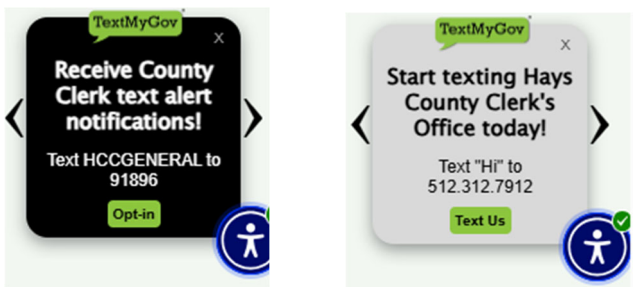 TextMyGov
x
Receive County
Clerk text alert
notifications!
Text HCCGENERAL to
91896
Opt-in
TextMyGov
x
Start texting Hays
County Clerk's
Office today!
Text "Hi" to
512.312.7912
Text Us